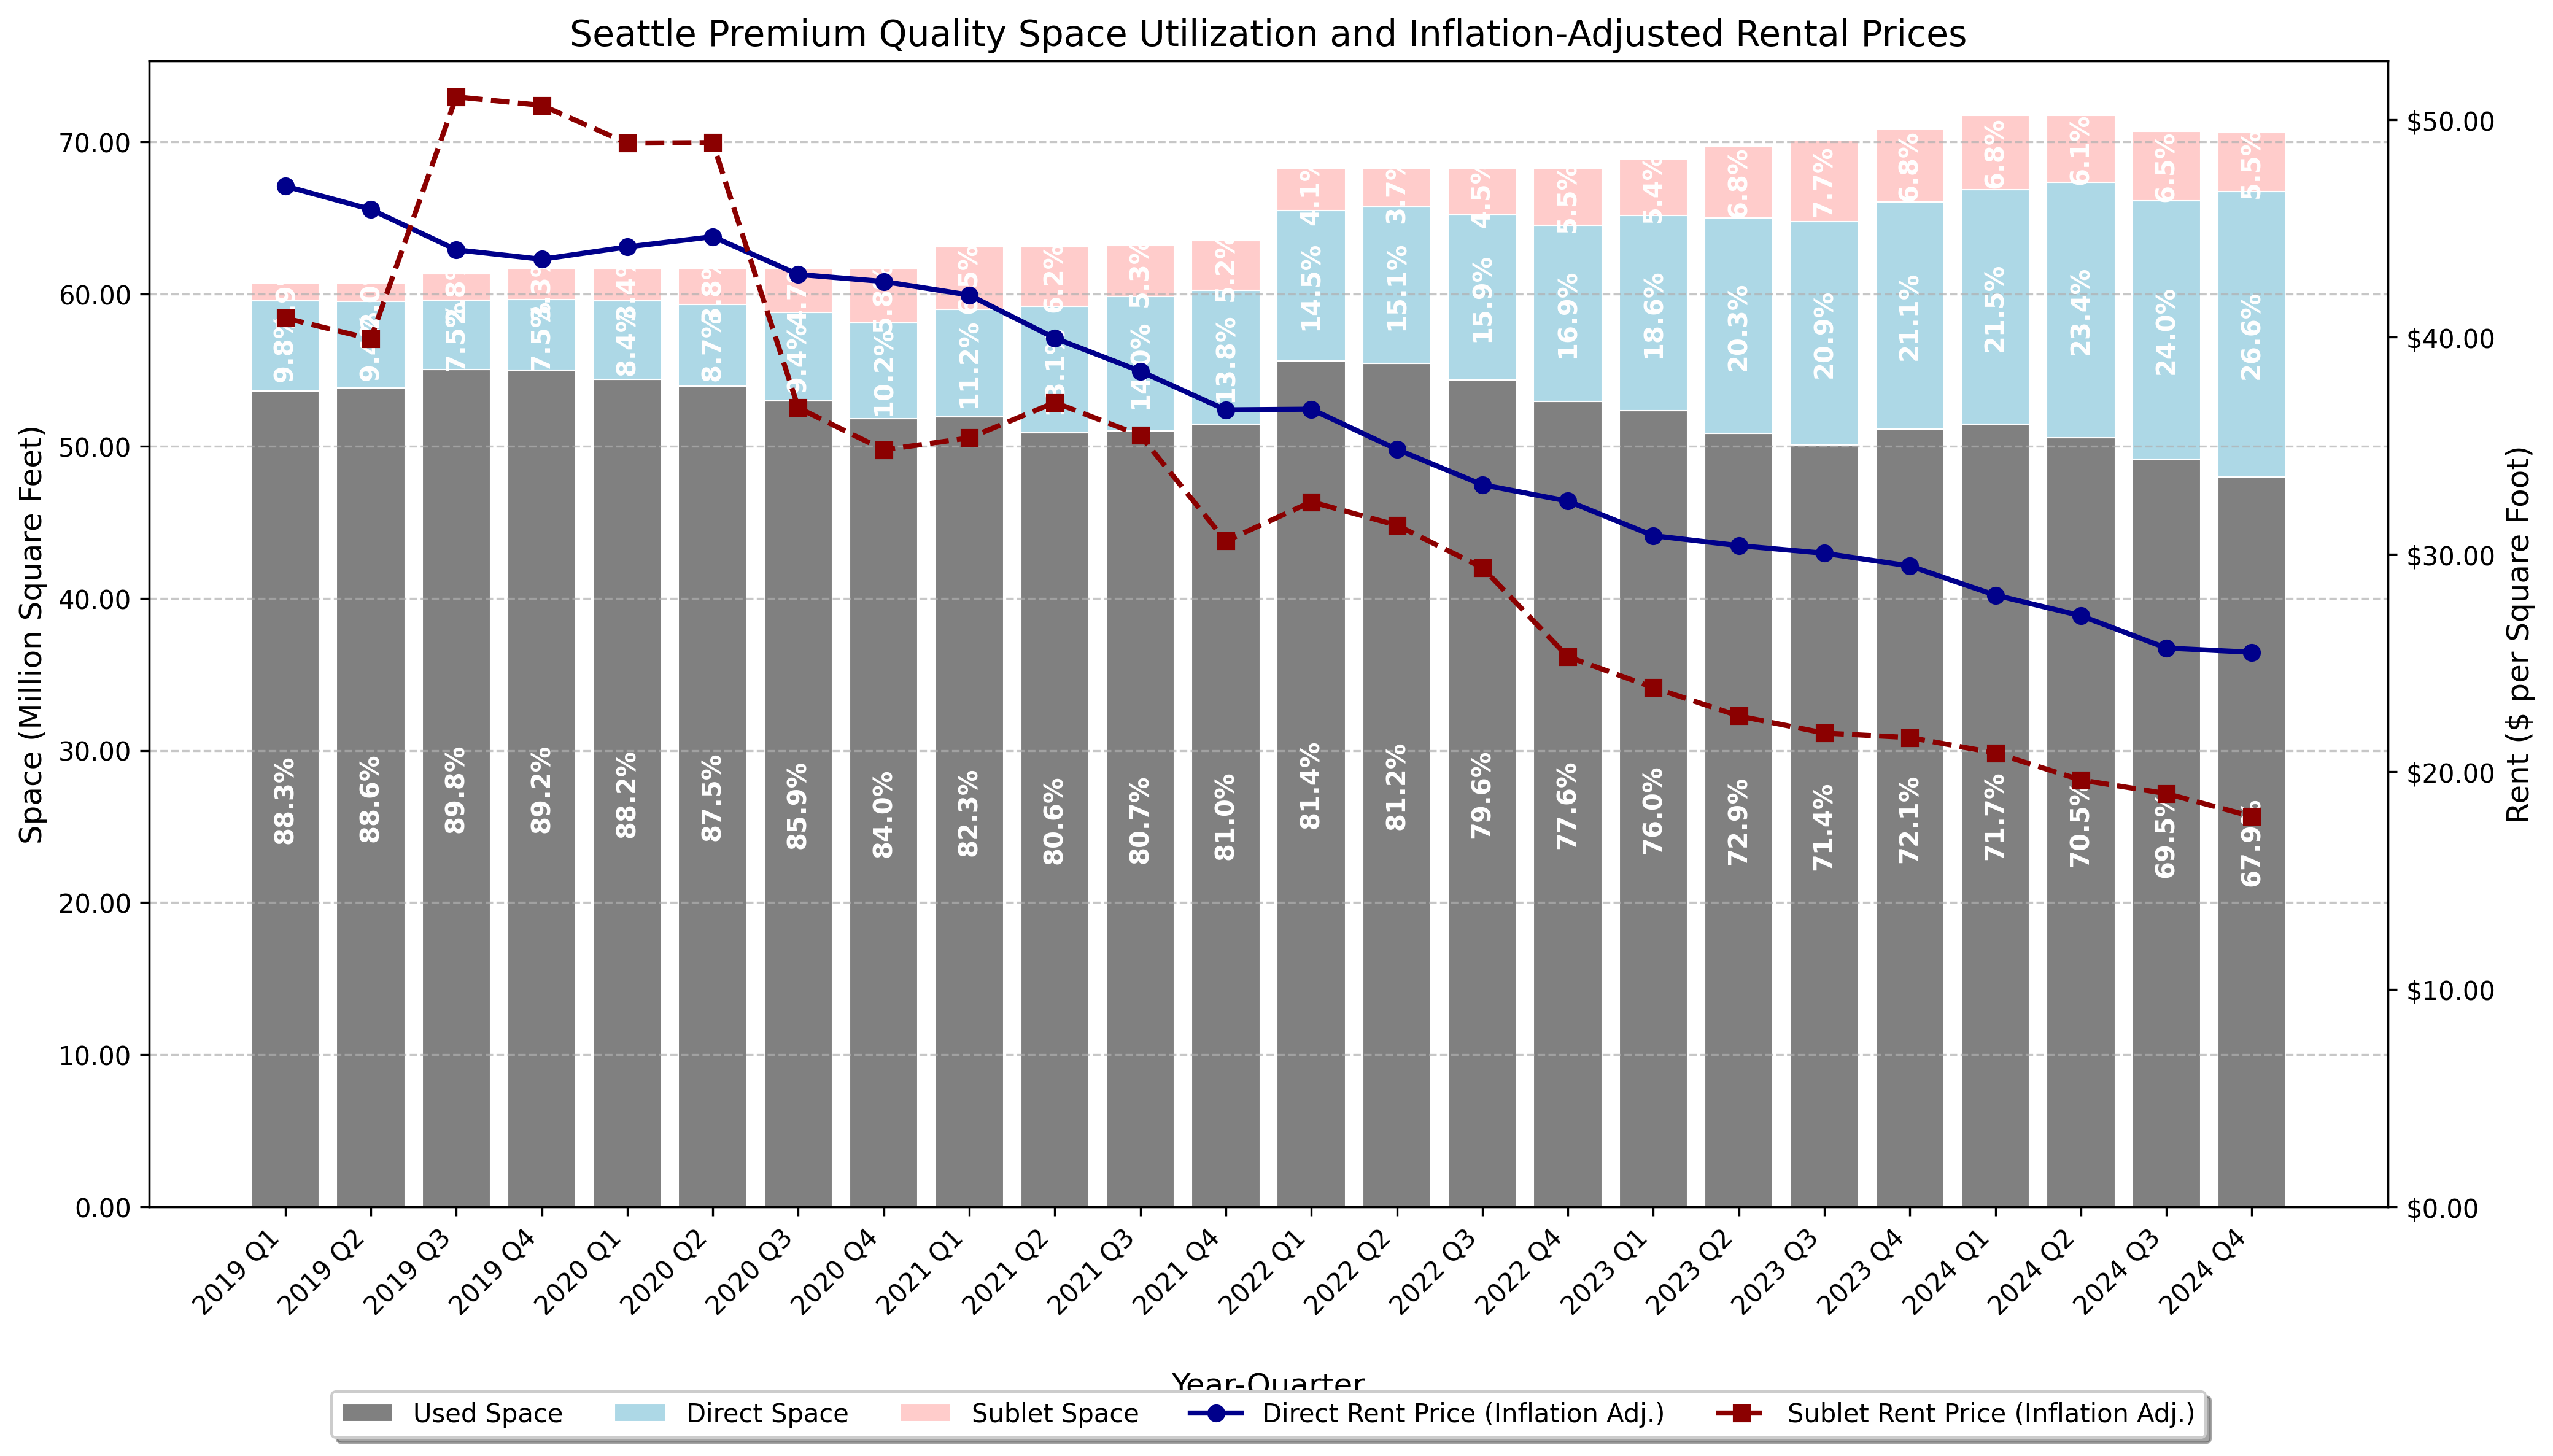 Seattle Premium Quality Space Utilization and Inflation-Adjusted Rental Prices
Space (Million Square Feet)
70.00
60.00
50.00
40.00
30.00
20.00
10.00
0.00
$50.00
$40.00
$30.00
$20.00
$10.00
$0.00
Rent ($ per Square Foot)
4.1%
3.7%
4.5%
5.5%
5.4%
6.8%
7.7%
6.8%
6.8%
6.1%
6.5%
5.5%
6.2%
5.3%
5.2%
7.5%
7.5%
8.4%
8.7%
10.2%
11.2%
13.8%
14.5%
15.1%
15.9%
16.9%
18.6%
20.3%
20.9%
21.1%
21.5%
23.4%
24.0%
26.6%
88.3%
88.6%
89.8%
89.2%
88.2%
87.5%
85.9%
84.0%
82.3%
80.6%
80.7%
81.0%
81.4%
81.2%
79.6%
77.6%
76.0%
72.9%
71.4%
72.1%
71.7%
70.5%
69.5%
67.9%
2019 Q1
2019 Q2
2019 Q3
2019 Q4
2020 Q1
2020 Q2
2020 Q3
2020 Q4
2021 Q1
2021 Q2
2021 Q3
2021 Q4
2022 Q1
2022 Q2
2022 Q3
2022 Q4
2023 Q1
2023 Q2
2023 Q3
2023 Q4
2024 Q1
2024 Q2
2024 Q3
2024 Q4
Year-Quarter
Used Space
Direct Space
Sublet Space
Direct Rent Price (Inflation Adj.)
Sublet Rent Price (Inflation Adj.)